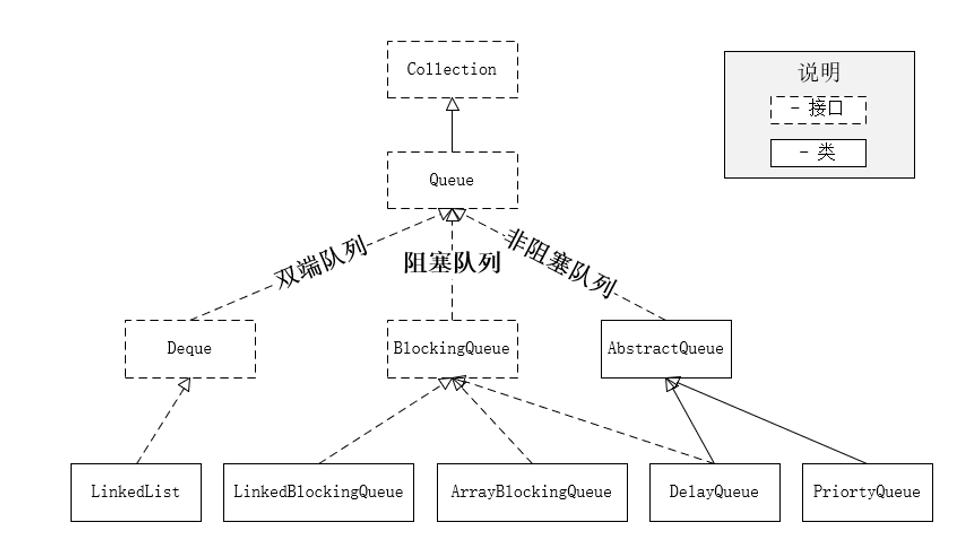 Collection
说明
- 接口
- 类
Queue
双端队列
阻塞队列
非阻塞队列
Deque
BlockingQueue
AbstractQueue
LinkedList
LinkedBlockingQueue
ArrayBlockingQueue
DelayQueue
PriortyQueue